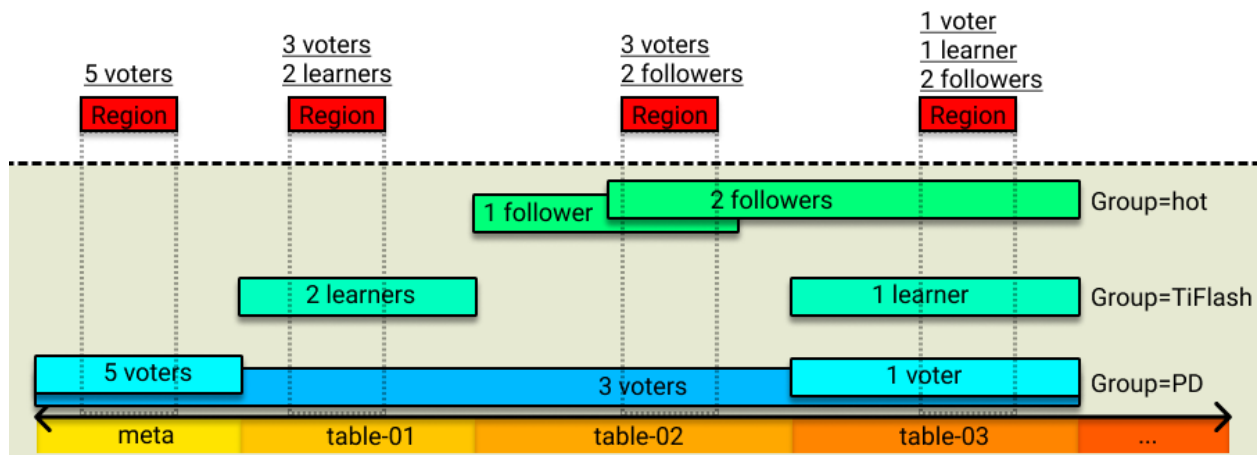 5 voters
3 voters
2 learners
3 voters
2 followers
1 voter
1 learner
2 followers
Region
Region
Region
Region
1 follower
2 followers
Group=hot
2 learners
1 learner
Group=TiFlash
5 voters
3 voters
1 voter
Group=PD
meta
table-01
table-02
table-03
...